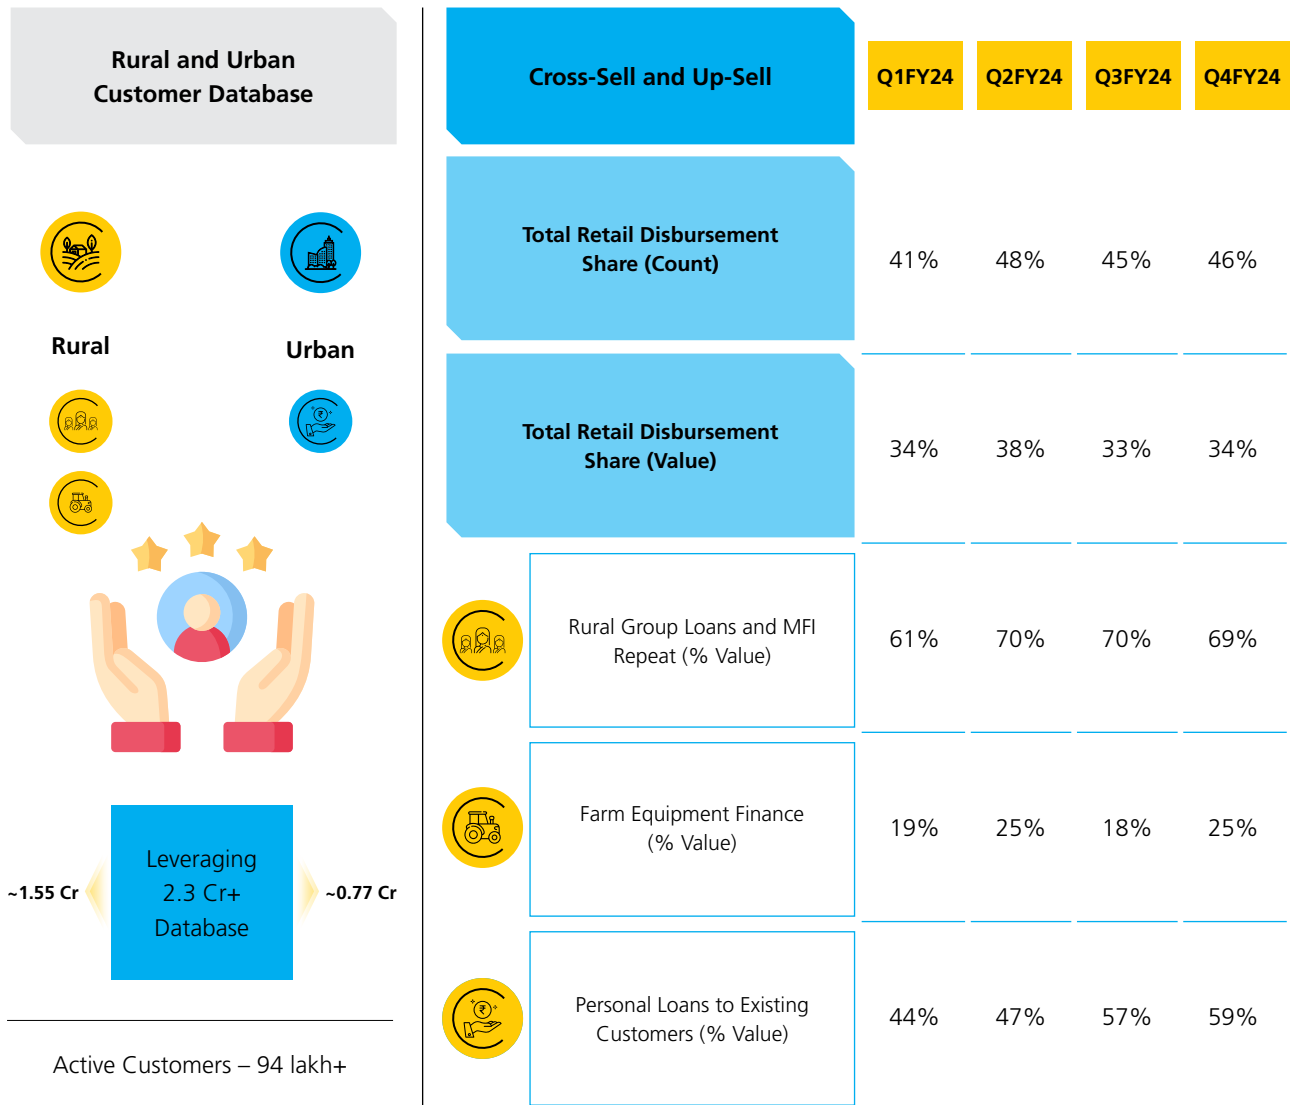 Rural and Urban
Customer Database
Rural
Urban
~1.55 Cr
Leveraging
2.3 Cr+
Database
~0.77 Cr
Active Customers – 94 lakh+
Cross-Sell and Up-Sell
Q1FY24
Q2FY24
Q3FY24
Q4FY24
Total Retail Disbursement
Share (Count)
41%
48%
45%
46%
Total Retail Disbursement
Share (Value)
34%
38%
33%
34%
Rural Group Loans and MFI
Repeat (% Value)
61%
70%
70%
69%
Farm Equipment Finance
(% Value)
19%
25%
18%
25%
Personal Loans to Existing
Customers (% Value)
44%
47%
57%
59%